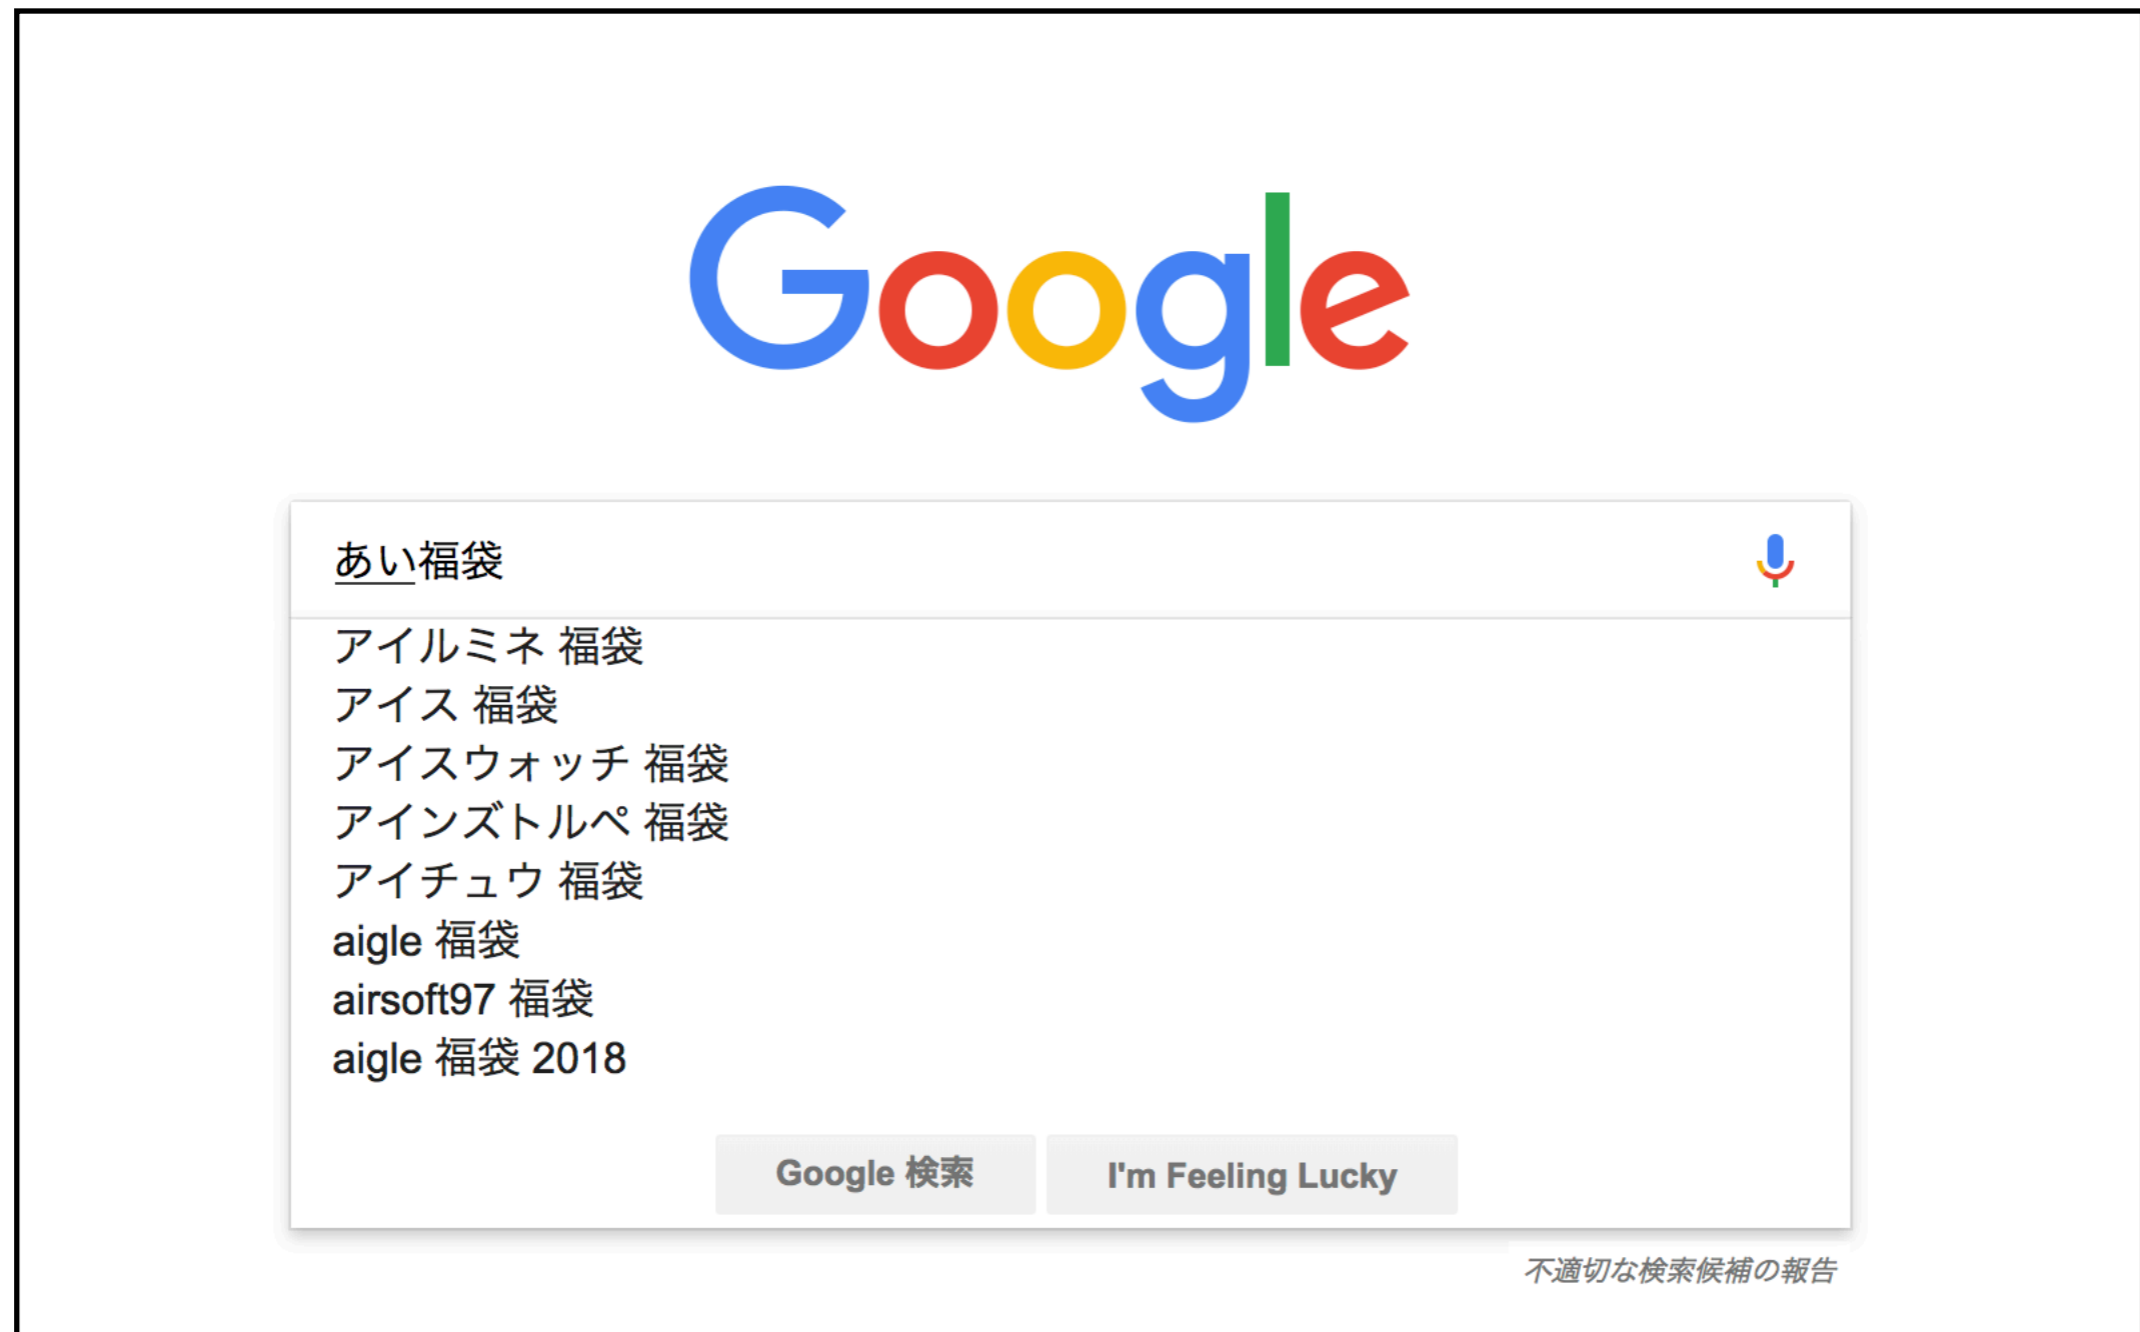 Google
あい福袋
アイルミネ 福袋
アイス 福袋
アイスウォッチ 福袋
アインズトルペ 福袋
アイチュウ 福袋
aigle 福袋
airsoft97 福袋
aigle 福袋 2018
Google 検索
I'm Feeling Lucky
不適切な検索候補の報告